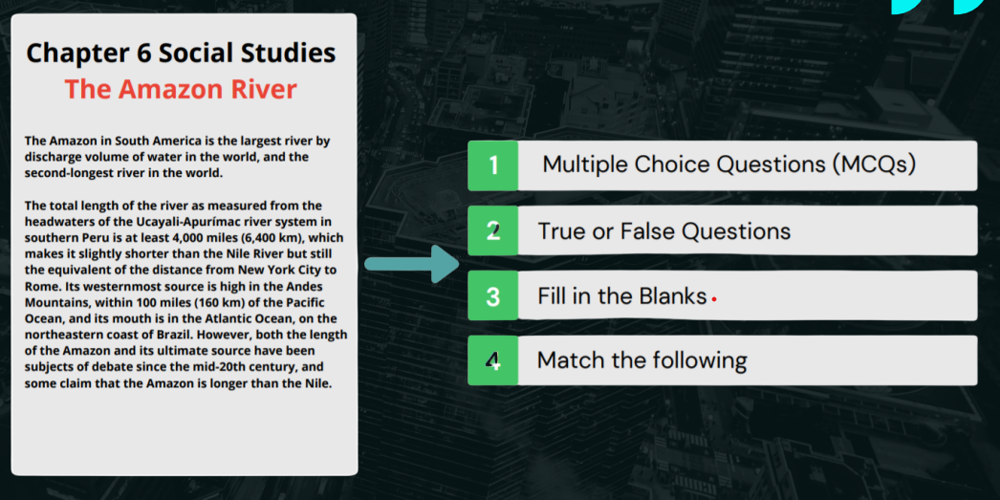 Chapter 6 Social Studies
The Amazon River
The Amazon in South America is the largest river by
discharge volume of water in the world, and the
second-longest river in the world.
The total length of the river as measured from the
headwaters of the Ucayali-Apurímac river system in
southern Peru is at least 4,000 miles (6,400 km), which
makes it slightly shorter than the Nile River but still
the equivalent of the distance from New York City to
Rome. Its westernmost source is high in the Andes
Mountains, within 100 miles (160 km) of the Pacific
Ocean, and its mouth is in the Atlantic Ocean, on the
northeastern coast of Brazil. However, both the length
of the Amazon and its ultimate source have been
subjects of debate since the mid-20th century, and
some claim that the Amazon is longer than the Nile.
1 Multiple Choice Questions (MCQs)
2 True or False Questions
3 Fill in the Blanks
4 Match the following